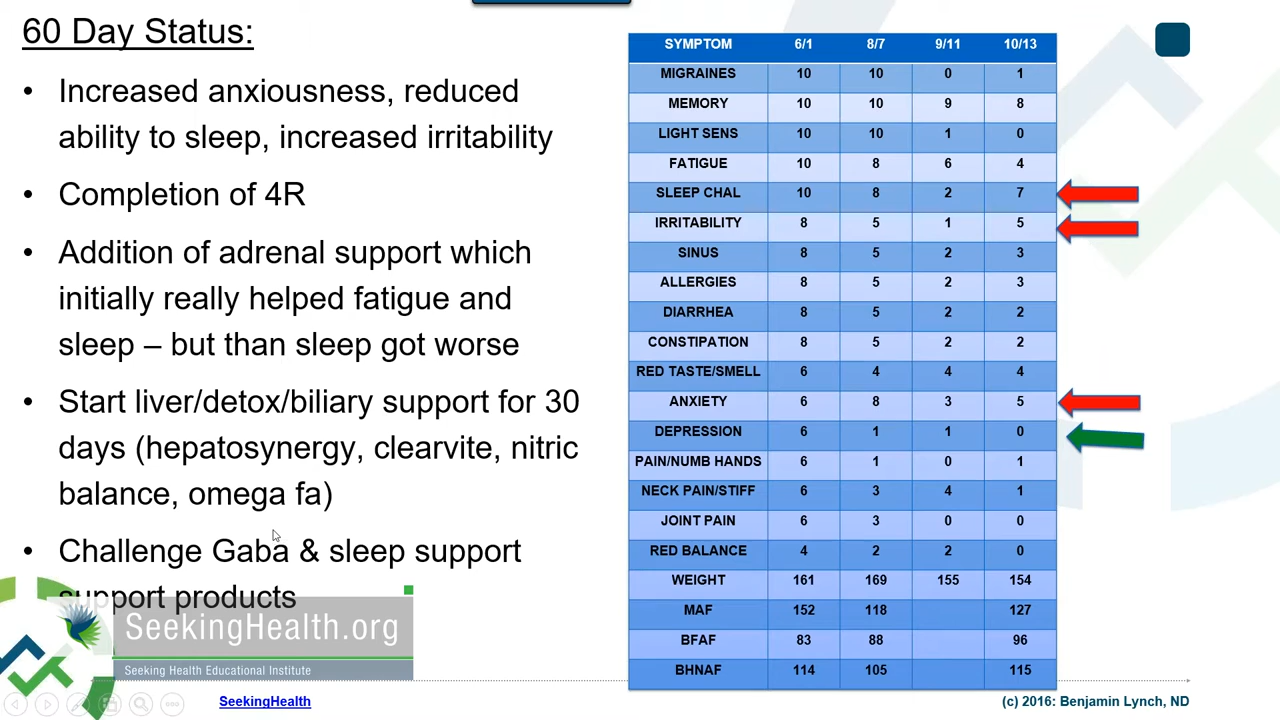 60 Day Status:
• Increased anxiousness, reduced
ability to sleep, increased irritability
• Completion of 4R
• Addition of adrenal support which
initially really helped fatigue and
sleep – but than sleep got worse
• Start liver/detox/biliary support for 30
days (hepatosynergy, clearvite, nitric
balance, omega fa)
• Challenge Gaba & sleep support
support products
SYMPTOM 6/1 8/7 9/11 10/13
MIGRAINES 10 10 0 1
MEMORY 10 10 9 8
LIGHT SENS 10 10 1 0
FATIGUE 10 8 6 4
SLEEP CHAL 10 8 2 7
IRRITABILITY 8 5 1 5
SINUS 8 5 2 3
ALLERGIES 8 5 2 3
DIARRHEA 8 5 2 2
CONSTIPATION 8 5 2 2
RED TASTE/SMELL 6 4 4 4
ANXIETY 6 8 3 5
DEPRESSION 6 1 1 0
PAIN/NUMB HANDS 6 1 0 1
NECK PAIN/STIFF 6 3 4 1
JOINT PAIN 6 3 0 0
RED BALANCE 4 2 2 0
WEIGHT 161 169 155 154
MAF 152 118 127
BFAF 83 88 96
BHNAF 114 105 115
SeekingHealth.org
Seeking Health Educational Institute
SeekingHealth
(c) 2016: Benjamin Lynch, ND